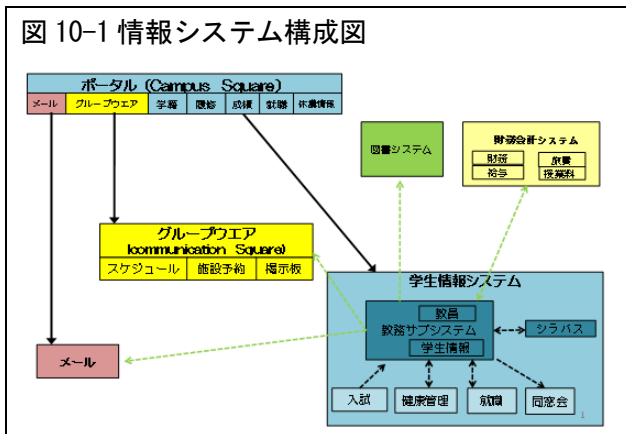 図 10-1 情報システム構成図
ポータル (Campus Square)
メール グループウエア 学籍 履修 成績 就職 休講情報
図書システム
財務会計システム
財務 旅費
給与 授業料
グループウエア
(communication Square)
スケジュール 施設予約 掲示板
学生情報システム
教員
教務サブシステム
学生情報
シラバス
メール
入試 健康管理 就職 同窓会
1